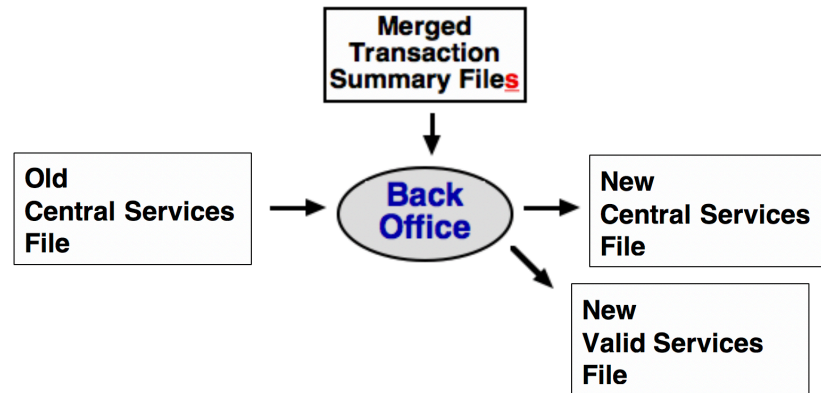 Merged
Transaction
Summary Files
Old
Central Services
File
Back
Office
New
Central Services
File
New
Valid Services
File